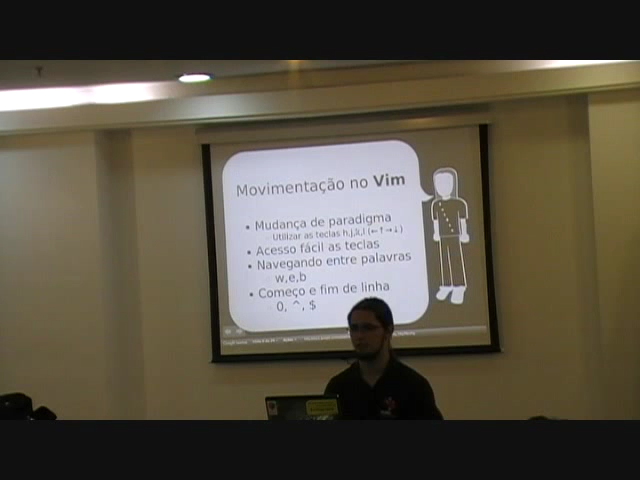 Movimentação no Vim
• Mudança de paradigma
Utilizar as teclas h,j,k,l (←↑→↓)
• Acesso fácil as teclas
• Navegando entre palavras
w,e,b
• Começo e fim de linha
0, ^, $